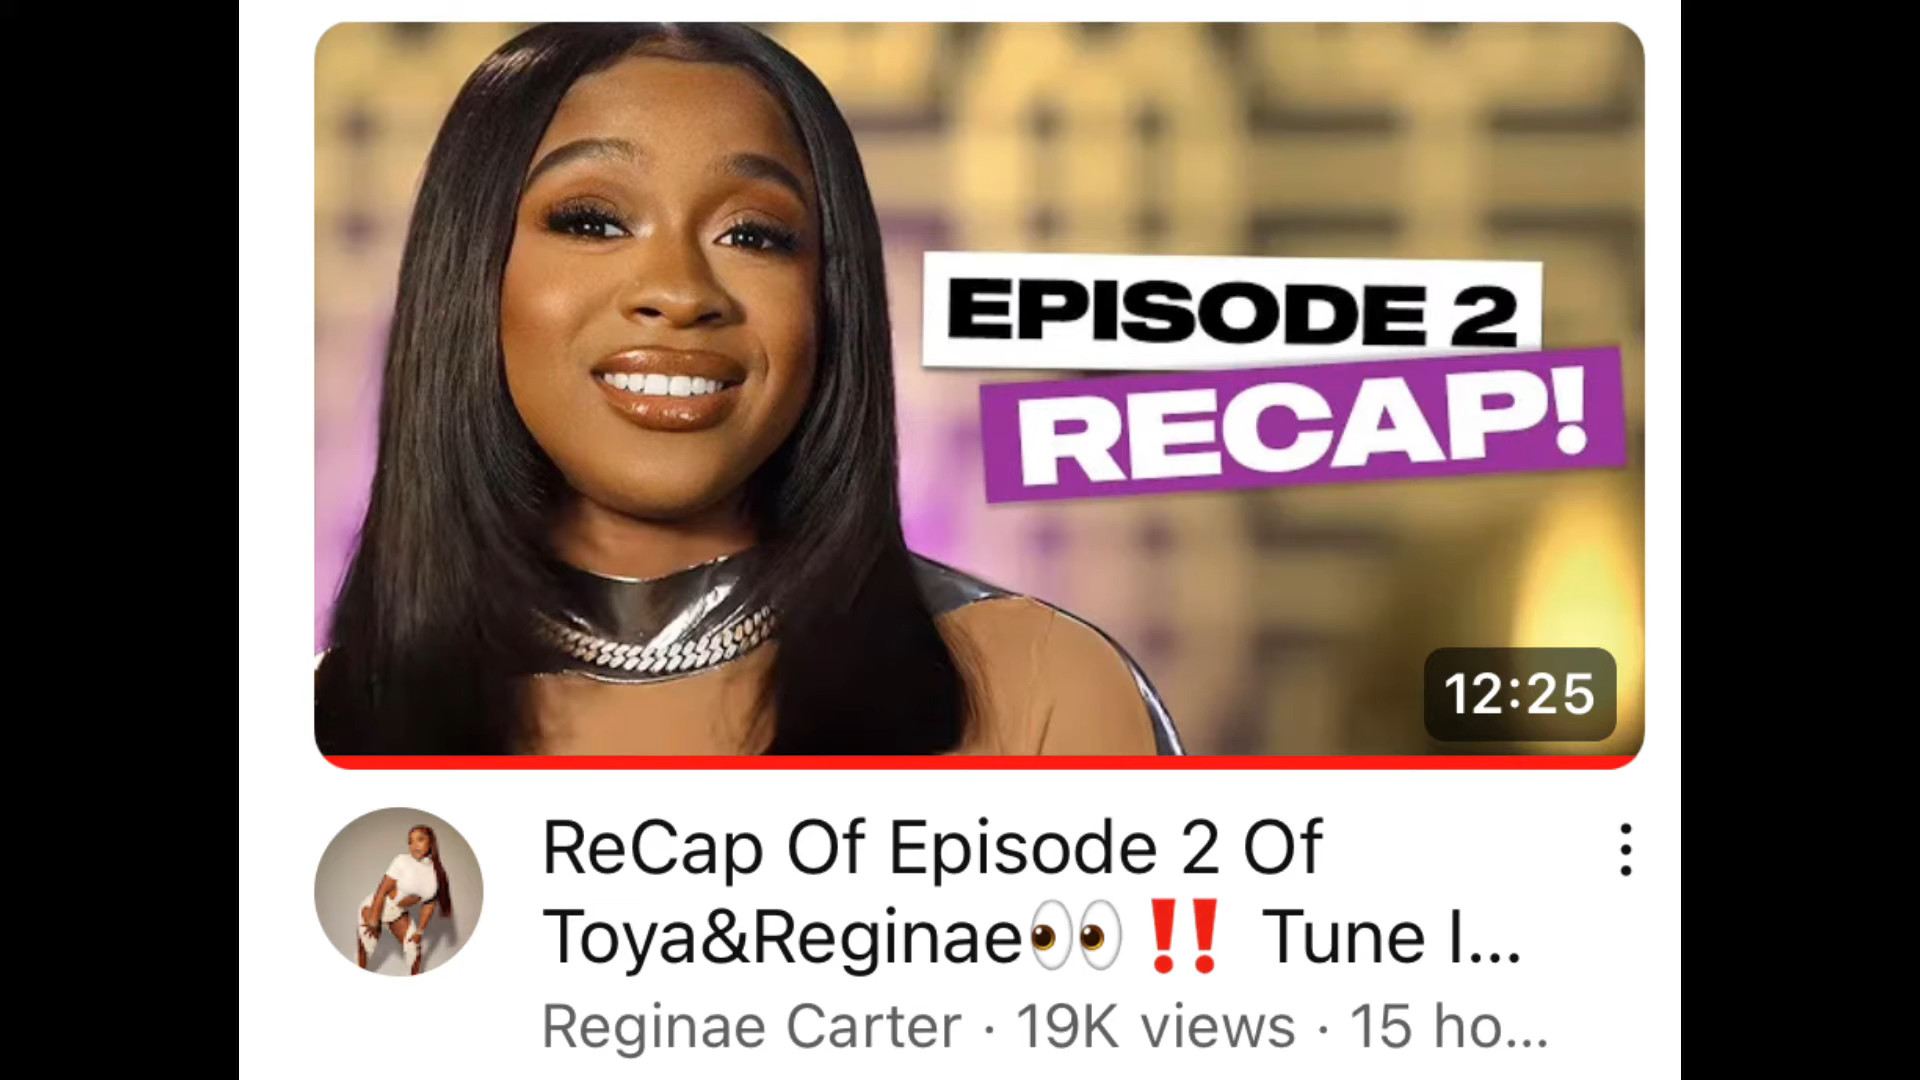 EPISODE 2
RECAP!
12:25
ReCap Of Episode 2 Of
Toya&Reginae👀‼️ Tune I...
Reginae Carter · 19K views · 15 ho...